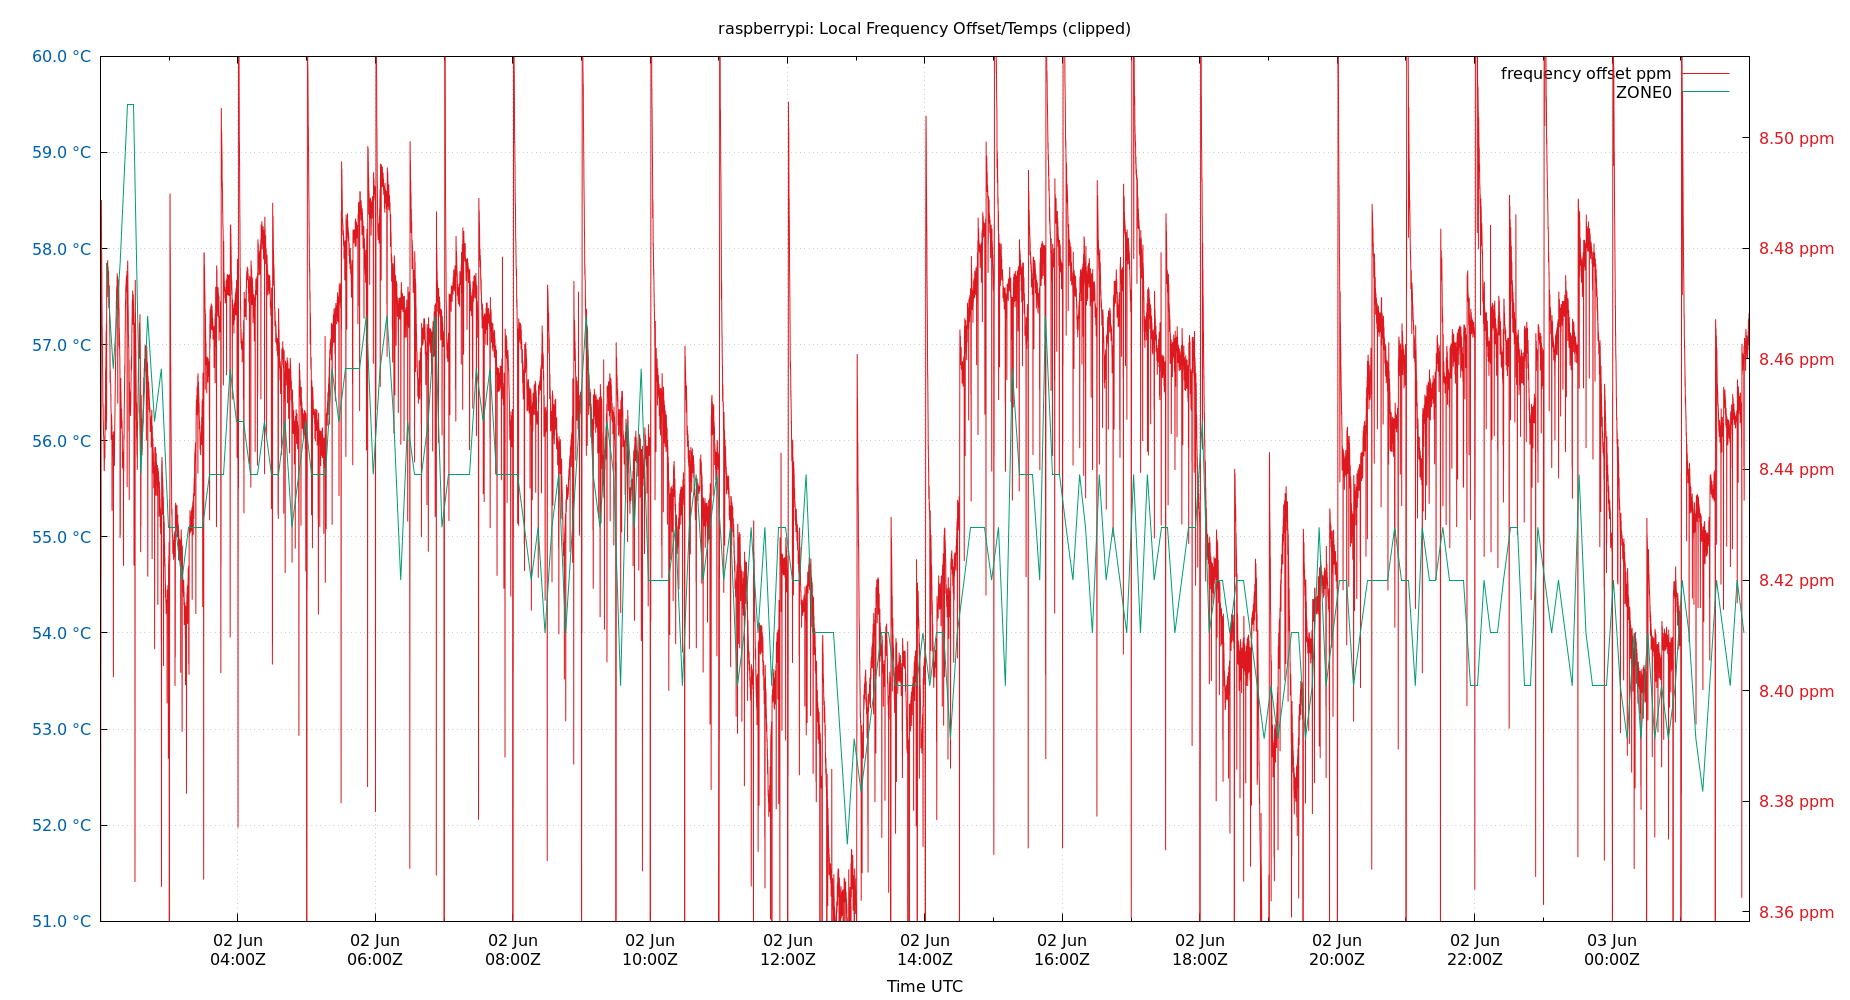 raspberrypi: Local Frequency Offset/Temps (clipped)
60.0 °C
59.0 °C
58.0 °C
57.0 °C
56.0 °C
55.0 °C
54.0 °C
53.0 °C
52.0 °C
51.0 °C
frequency offset ppm
ZONE0
8.50 ppm
8.48 ppm
8.46 ppm
8.44 ppm
8.42 ppm
8.40 ppm
8.38 ppm
8.36 ppm
02 Jun 02 Jun 02 Jun 02 Jun 02 Jun 02 Jun 02 Jun 02 Jun 02 Jun 02 Jun 03 Jun
04:00Z 06:00Z 08:00Z 10:00Z 12:00Z 14:00Z 16:00Z 18:00Z 20:00Z 22:00Z 00:00Z
Time UTC